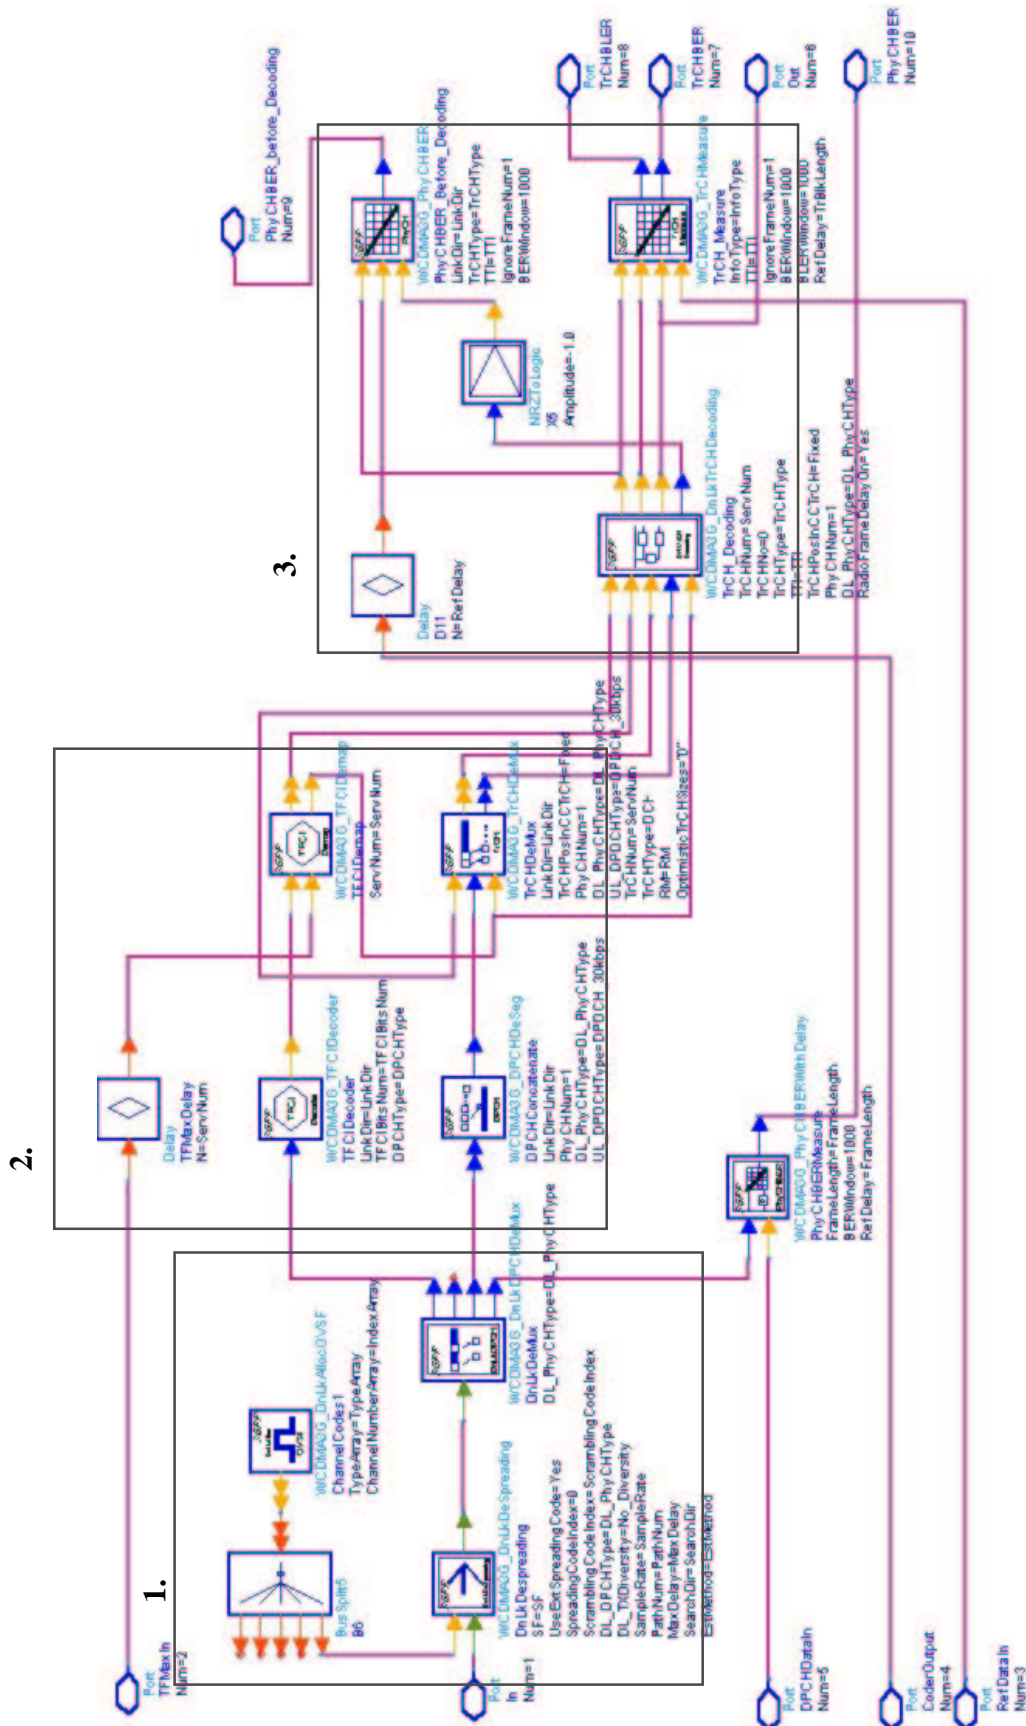 1.
2.
3.
Port
TFMaxIn
Num=2
Port
In
Num=1
Port
DPCHDataIn
Num=5
Port
CoderOutput
Num=4
Port
RefDataIn
Num=3
BusSplit5
B6
WCDMA3G_DnLkAllocOVSF
ChannelCodes1
TypeArray=TypeArray
ChannelNumberArray=IndexArray
WCDMA3G_DnLkDeSpreading
DnLkDespreading
SF=SF
UseExtSpreadingCode=Yes
SpreadingCodeIndex=0
ScramblingCodeIndex=ScramblingCodeIndex
DL_DPCHType=DL_PhyCHType
DL_TXDiversity=No_Diversity
SampleRate=SampleRate
PathNum=PathNum
MaxDelay=MaxDelay
SearchDir=SearchDir
EstMethod=EstMethod
WCDMA3G_DnLkDPCHDeMux
DnLkDeMux
DL_PhyCHType=DL_PhyCHType
Delay
TFMaxDelay
N=ServNum
WCDMA3G_TFCIDecoder
TFCIDecoder
LinkDir=LinkDir
TFCIBitsNum=TFCIBitsNum
DPCHType=DPCHType
WCDMA3G_DPCHDeSeg
DPCHConcatenate
LinkDir=LinkDir
PhyCHNum=1
DL_PhyCHType=DL_PhyCHType
UL_DPDCHType=DPDCH_30kbps
WCDMA3G_PhyCHBERWithDelay
PhyCHBERMeasure
FrameLength=FrameLength
BERWindow=1000
RefDelay=FrameLength
WCDMA3G_TFCIDemap
TFCIDemap
ServNum=ServNum
WCDMA3G_TrCHDeMux
TrCHDeMux
LinkDir=LinkDir
TrCHPosInCCTrCH=Fixed
PhyCHNum=1
DL_PhyCHType=DL_PhyCHType
UL_DPDCHType=DPDCH_30kbps
TrCHNum=ServNum
TrCHType=DCH
RM=RM
OptimisticTrCHSizes="0"
Delay
D11
N=RefDelay
WCDMA3G_DnLkTrCHDecoding
TrCH_Decoding
TrCHNum=ServNum
TrCHNo=0
TrCHType=TrCHType
TTI=TTI
TrCHPosInCCTrCH=Fixed
PhyCHNum=1
DL_PhyCHType=DL_PhyCHType
RadioFrameDelayOn=Yes
NRZToLogic
X6
Amplitude=-1.0
WCDMA3G_PhyCHBER
PhyCHBER_Before_Decoding
LinkDir=LinkDir
TrCHType=TrCHType
TTI=TTI
IgnoreFrameNum=1
BERWindow=1000
WCDMA3G_TrCHMeasure
TrCH_Measure
InfoType=InfoType
TTI=TTI
IgnoreFrameNum=1
BERWindow=1000
BLERWindow=1000
RefDelay=TrBlkLength
Port
PhyCHBER_before_Decoding
Num=9
Port
TrCHBLER
Num=8
Port
TrCHBER
Num=7
Port
Out
Num=6
Port
PhyCHBER
Num=10